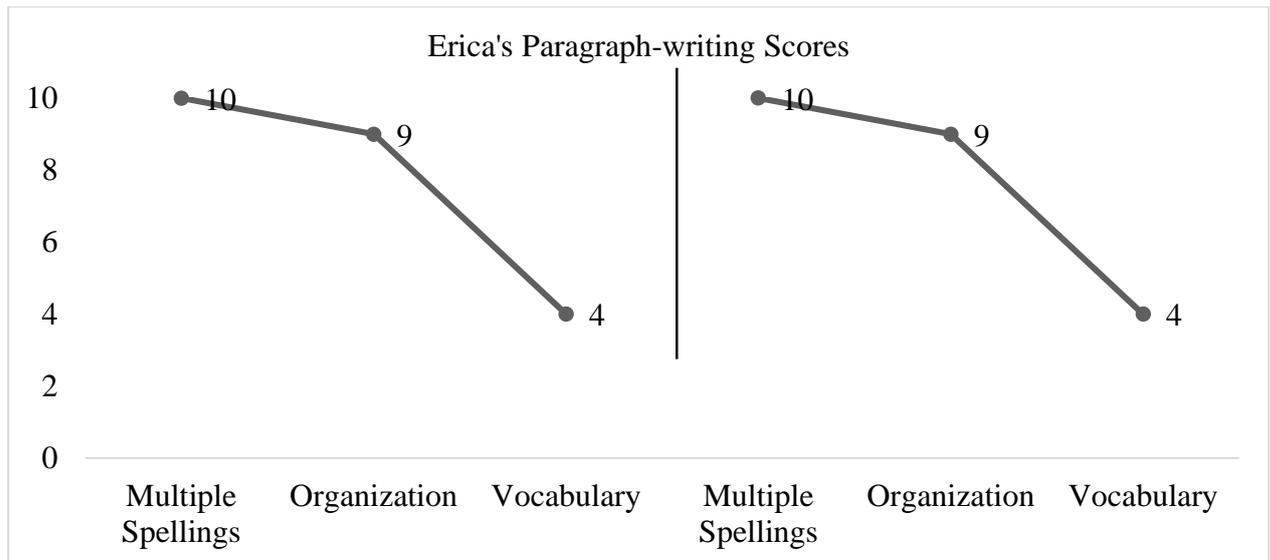 Erica's Paragraph-writing Scores
10
8
6
4
2
0
10
9
4
10
9
4
Multiple Spellings
Organization
Vocabulary
Multiple Spellings
Organization
Vocabulary